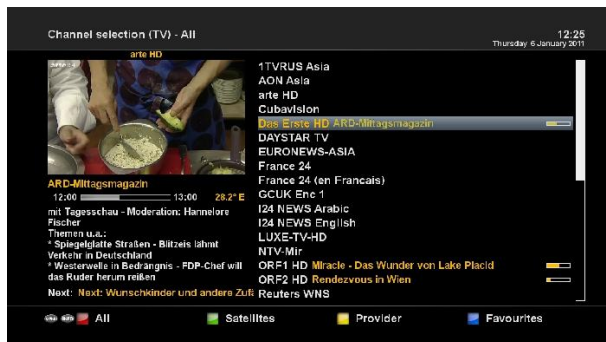 Channel selection (TV) - All
12:25
Thursday 6 January 2011
arte HD
1TVRUS Asia
AON Asia
arte HD
Cubavision
Das Erste HD ARD-Mittagsmagazin
DAYSTAR TV
EURONEWS-ASIA
France 24
France 24 (en Francais)
GCUK Enc 1
I24 NEWS Arabic
I24 NEWS English
LUXE-TV-HD
NTV-Mir
ORF1 HD Miracle - Das Wunder von Lake Placid
ORF2 HD Rendezvous in Wien
Reuters WNS
ARD-Mittagsmagazin
12:00 13:00 28.2° E
mit Tagesschau - Moderation: Hannelore
Fischer
Themen u.a.:
* Spiegelglatte Straßen - Blitzeis lähmt
Verkehr in Deutschland
* Westerwelle in Bedrängnis - FDP-Chef will
das Ruder herum reißen
Next: Next: Wunschkinder und andere Zufä
All
Satellites
Provider
Favourites